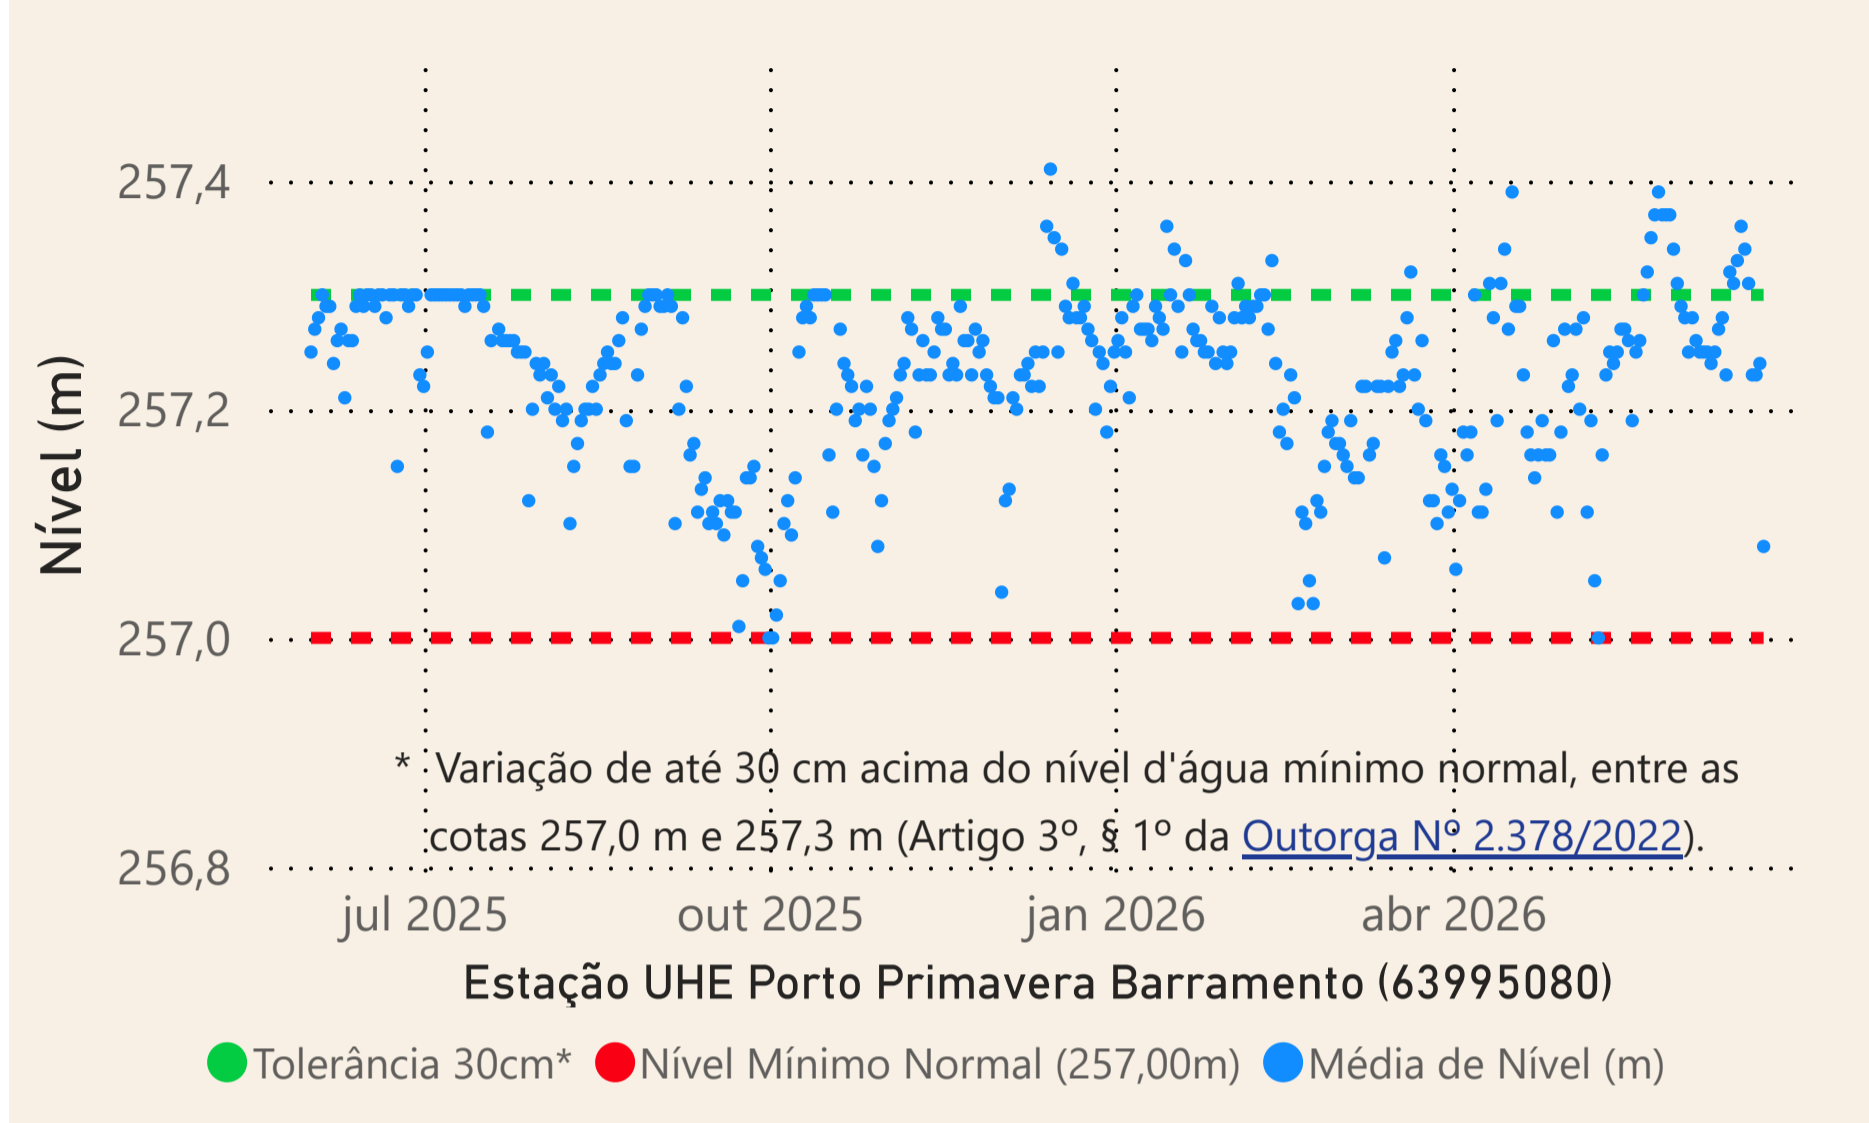 Nível (m)
257,4
257,2
257,0
256,8
* Variação de até 30 cm acima do nível d'água mínimo normal, entre as
cotas 257,0 m e 257,3 m (Artigo 3º, § 1º da Outorga Nº 2.378/2022).
jul 2025 out 2025 jan 2026 abr 2026
Estação UHE Porto Primavera Barramento (63995080)
Tolerância 30cm* Nível Mínimo Normal (257,00m) Média de Nível (m)